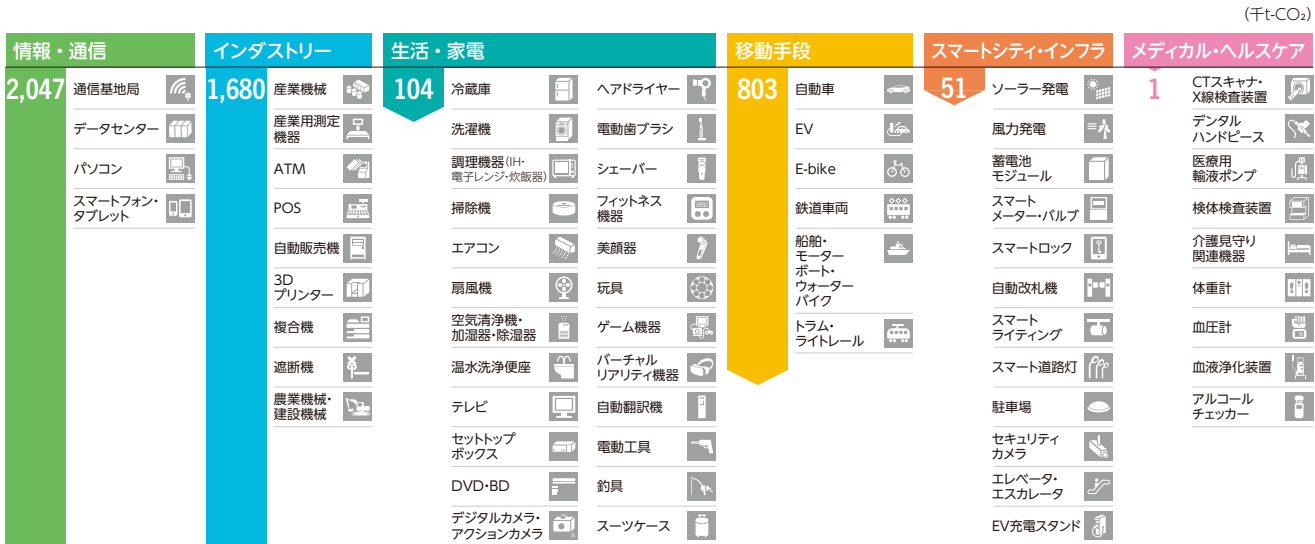 (千t-CO₂)
情報・通信
2,047
通信基地局
データセンター
パソコン
スマートフォン・
タブレット
インダストリー
1,680
産業機械
産業用測定
機器
ATM
POS
自動販売機
3D
プリンター
複合機
遮断機
農業機械・
建設機械
生活・家電
104
冷蔵庫
洗濯機
調理機器(IH・
電子レンジ・炊飯器)
掃除機
エアコン
扇風機
空気清浄機・
加湿器・除湿器
温水洗浄便座
テレビ
セットトップ
ボックス
DVD・BD
デジタルカメラ・
アクションカメラ
ヘアドライヤー
電動歯ブラシ
シェーバー
フィットネス
機器
美顔器
玩具
ゲーム機器
バーチャル
リアリティ機器
自動翻訳機
電動工具
釣具
スーツケース
移動手段
803
自動車
EV
E-bike
鉄道車両
船舶・
モーター
ボート・
ウォーター
バイク
トラム・
ライトレール
スマートシティ・インフラ
51
ソーラー発電
風力発電
蓄電池
モジュール
スマート
メーター・バルブ
スマートロック
自動改札機
スマート
ライティング
スマート道路灯
駐車場
セキュリティ
カメラ
エレベータ・
エスカレータ
EV充電スタンド
メディカル・ヘルスケア
1
CTスキャナ・
X線検査装置
デンタル
ハンドピース
医療用
輸液ポンプ
検体検査装置
介護見守り
関連機器
体重計
血圧計
血液浄化装置
アルコール
チェッカー